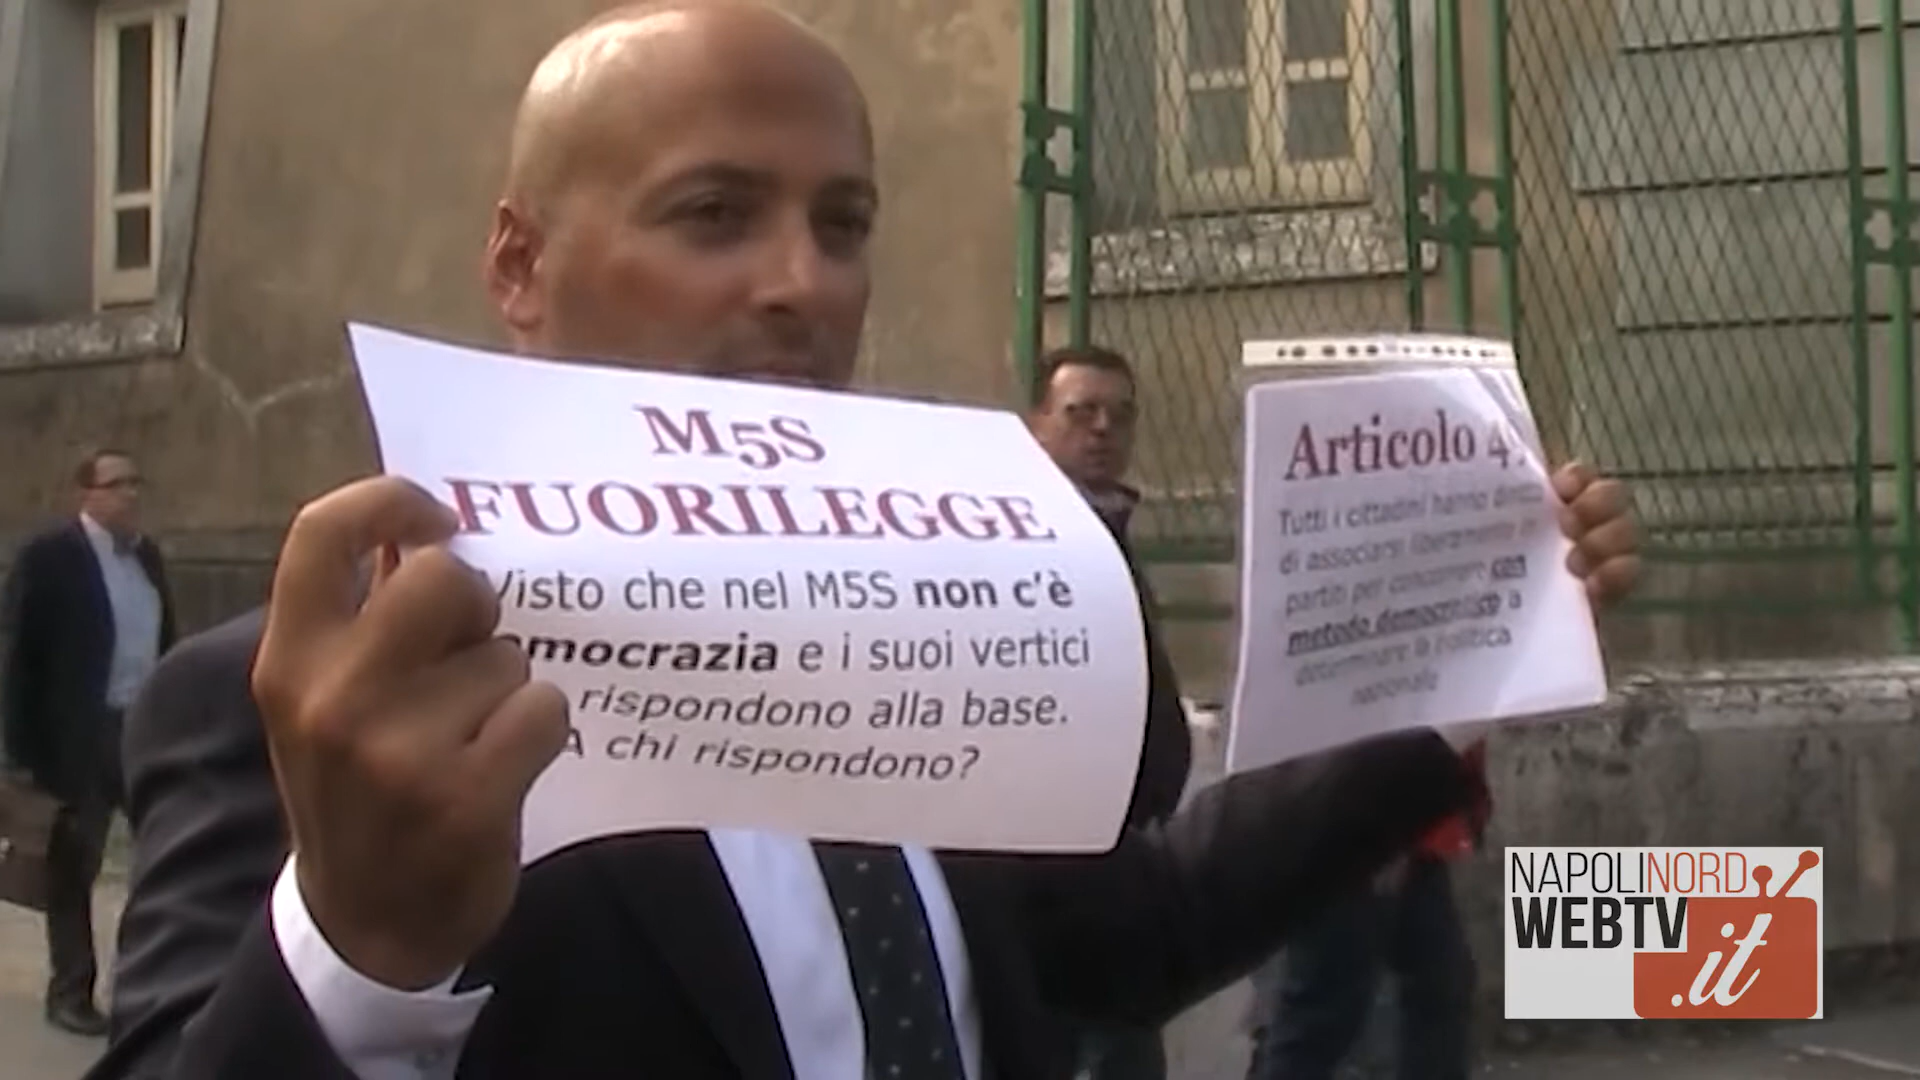 M5S
FUORILEGGE
Visto che nel M5S non c'è
mocrazia e i suoi vertici
rispondono alla base.
A chi rispondono?
Articolo 4
Tutti i cittadini hanno diritto
di associarsi liberamente in
partiti per concorrere con
metodo democratico a
determinare la politica
nazionale
NAPOLINORD
WEBTV
.it